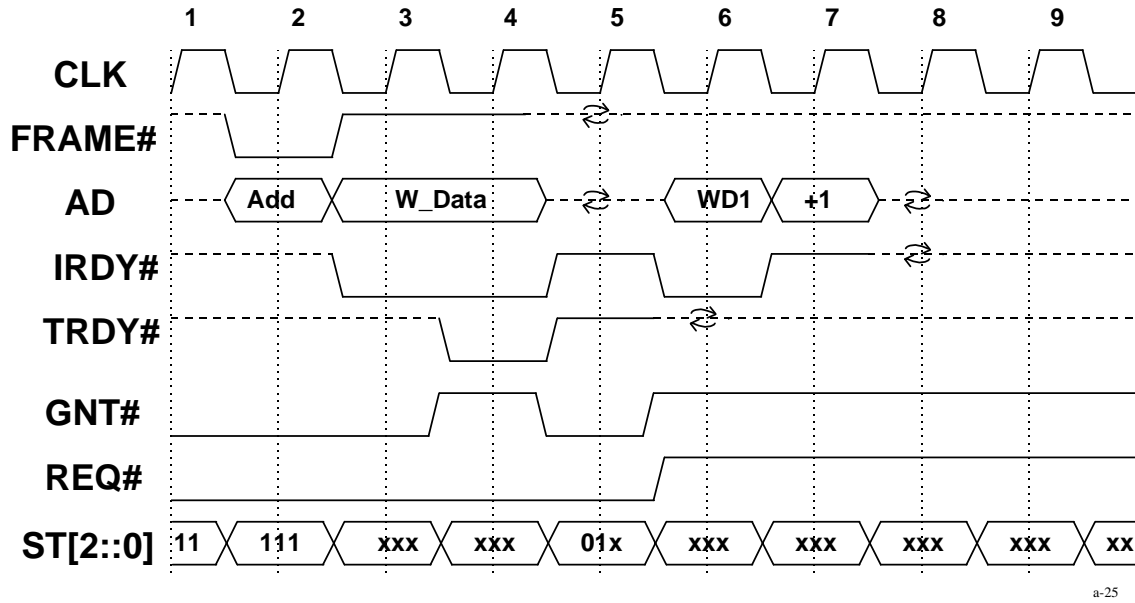 1 2 3 4 5 6 7 8 9
CLK
FRAME#
AD Add W_Data WD1 +1
IRDY#
TRDY#
GNT#
REQ#
ST[2::0] 11 111 xxx xxx 01x xxx xxx xxx xxx xx
a-25